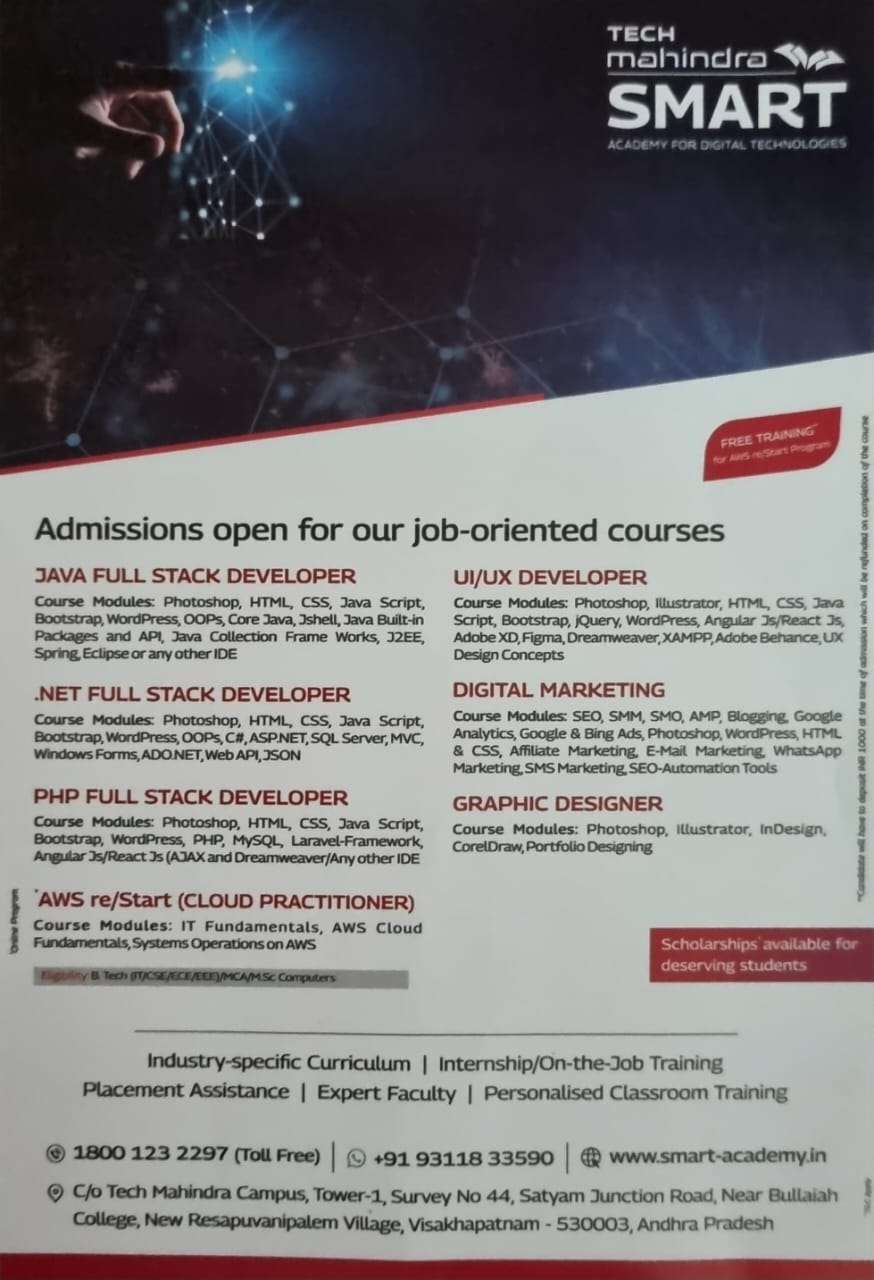 TECH
mahindra
SMART
ACADEMY FOR DIGITAL TECHNOLOGIES
FREE TRAINING**
for AWS re/Start Program
Admissions open for our job-oriented courses
JAVA FULL STACK DEVELOPER
Course Modules: Photoshop, HTML, CSS, Java Script,
Bootstrap, WordPress, OOPs, Core Java, Jshell, Java Built-in
Packages and API, Java Collection Frame Works, J2EE,
Spring, Eclipse or any other IDE
.NET FULL STACK DEVELOPER
Course Modules: Photoshop, HTML, CSS, Java Script,
Bootstrap, WordPress, OOPs, C#, ASP.NET, SQL Server, MVC,
Windows Forms, ADO.NET, Web API, JSON
PHP FULL STACK DEVELOPER
Course Modules: Photoshop, HTML, CSS, Java Script,
Bootstrap, WordPress, PHP, MySQL, Laravel-Framework,
Angular Js/React Js (AJAX and Dreamweaver/Any other IDE
*AWS re/Start (CLOUD PRACTITIONER)
Course Modules: IT Fundamentals, AWS Cloud
Fundamentals, Systems Operations on AWS
Eligibility: B. Tech (IT/CSE/ECE/EEE)/MCA/M.Sc Computers
*Online Program
UI/UX DEVELOPER
Course Modules: Photoshop, Illustrator, HTML, CSS, Java
Script, Bootstrap, jQuery, WordPress, Angular Js/React Js,
Adobe XD, Figma, Dreamweaver, XAMPP, Adobe Behance, UX
Design Concepts
DIGITAL MARKETING
Course Modules: SEO, SMM, SMO, AMP, Blogging, Google
Analytics, Google & Bing Ads, Photoshop, WordPress, HTML
& CSS, Affiliate Marketing, E-Mail Marketing, WhatsApp
Marketing, SMS Marketing, SEO-Automation Tools
GRAPHIC DESIGNER
Course Modules: Photoshop, Illustrator, InDesign,
CorelDraw, Portfolio Designing
**Candidate will have to deposit INR 1000 at the time of admission which will be refunded on completion of the course
Scholarships* available for
deserving students
Industry-specific Curriculum | Internship/On-the-Job Training
Placement Assistance | Expert Faculty | Personalised Classroom Training
1800 123 2297 (Toll Free) | +91 93118 33590 | www.smart-academy.in
C/o Tech Mahindra Campus, Tower-1, Survey No 44, Satyam Junction Road, Near Bullaiah
College, New Resapuvanipalem Village, Visakhapatnam - 530003, Andhra Pradesh